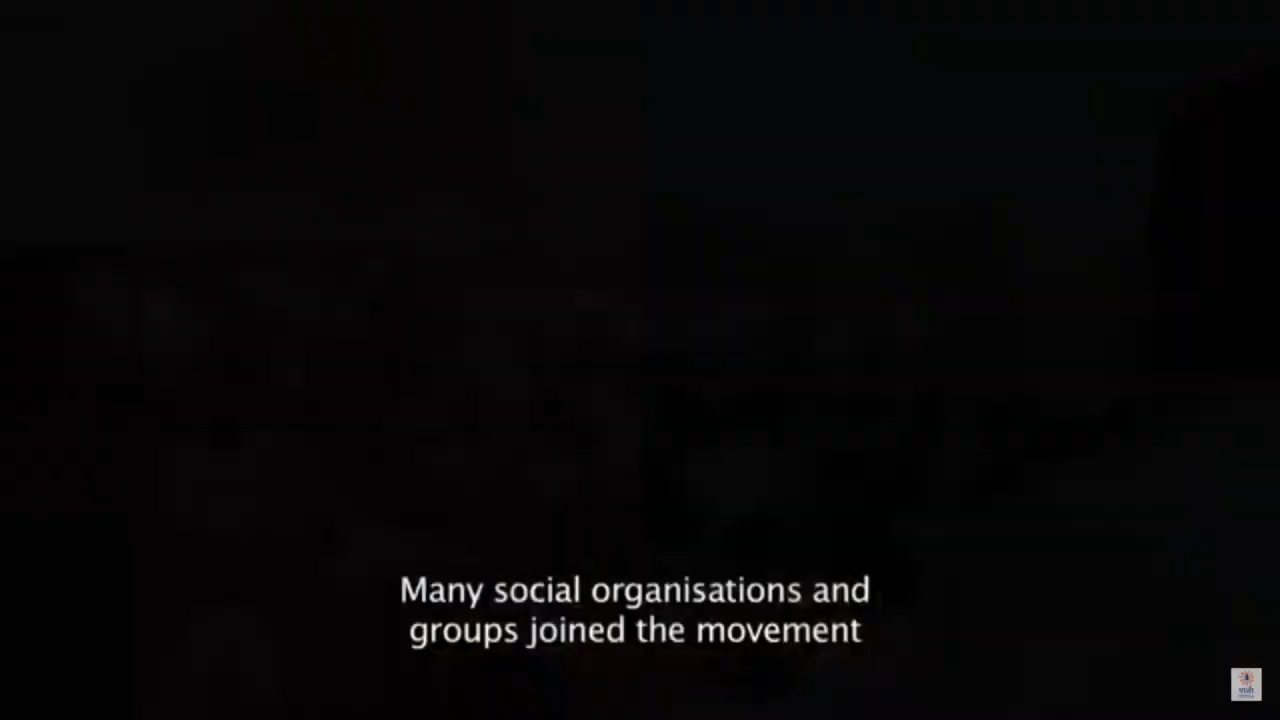 Many social organisations and
groups joined the movement
पानी